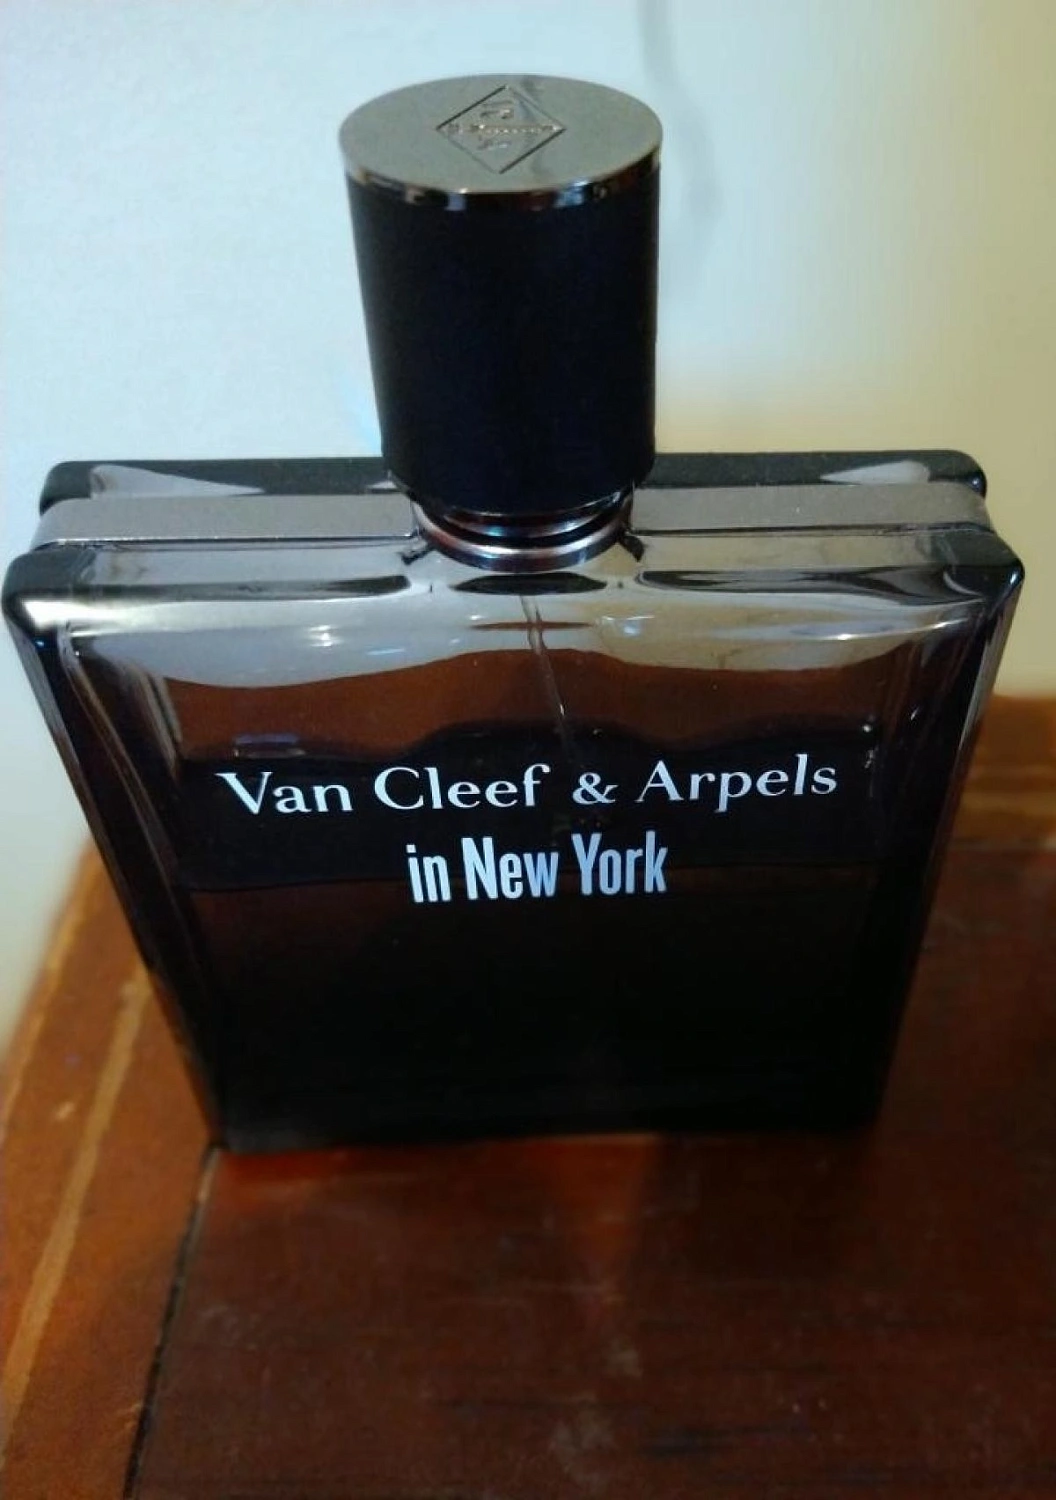 Van Cleef & Arpels
in New York